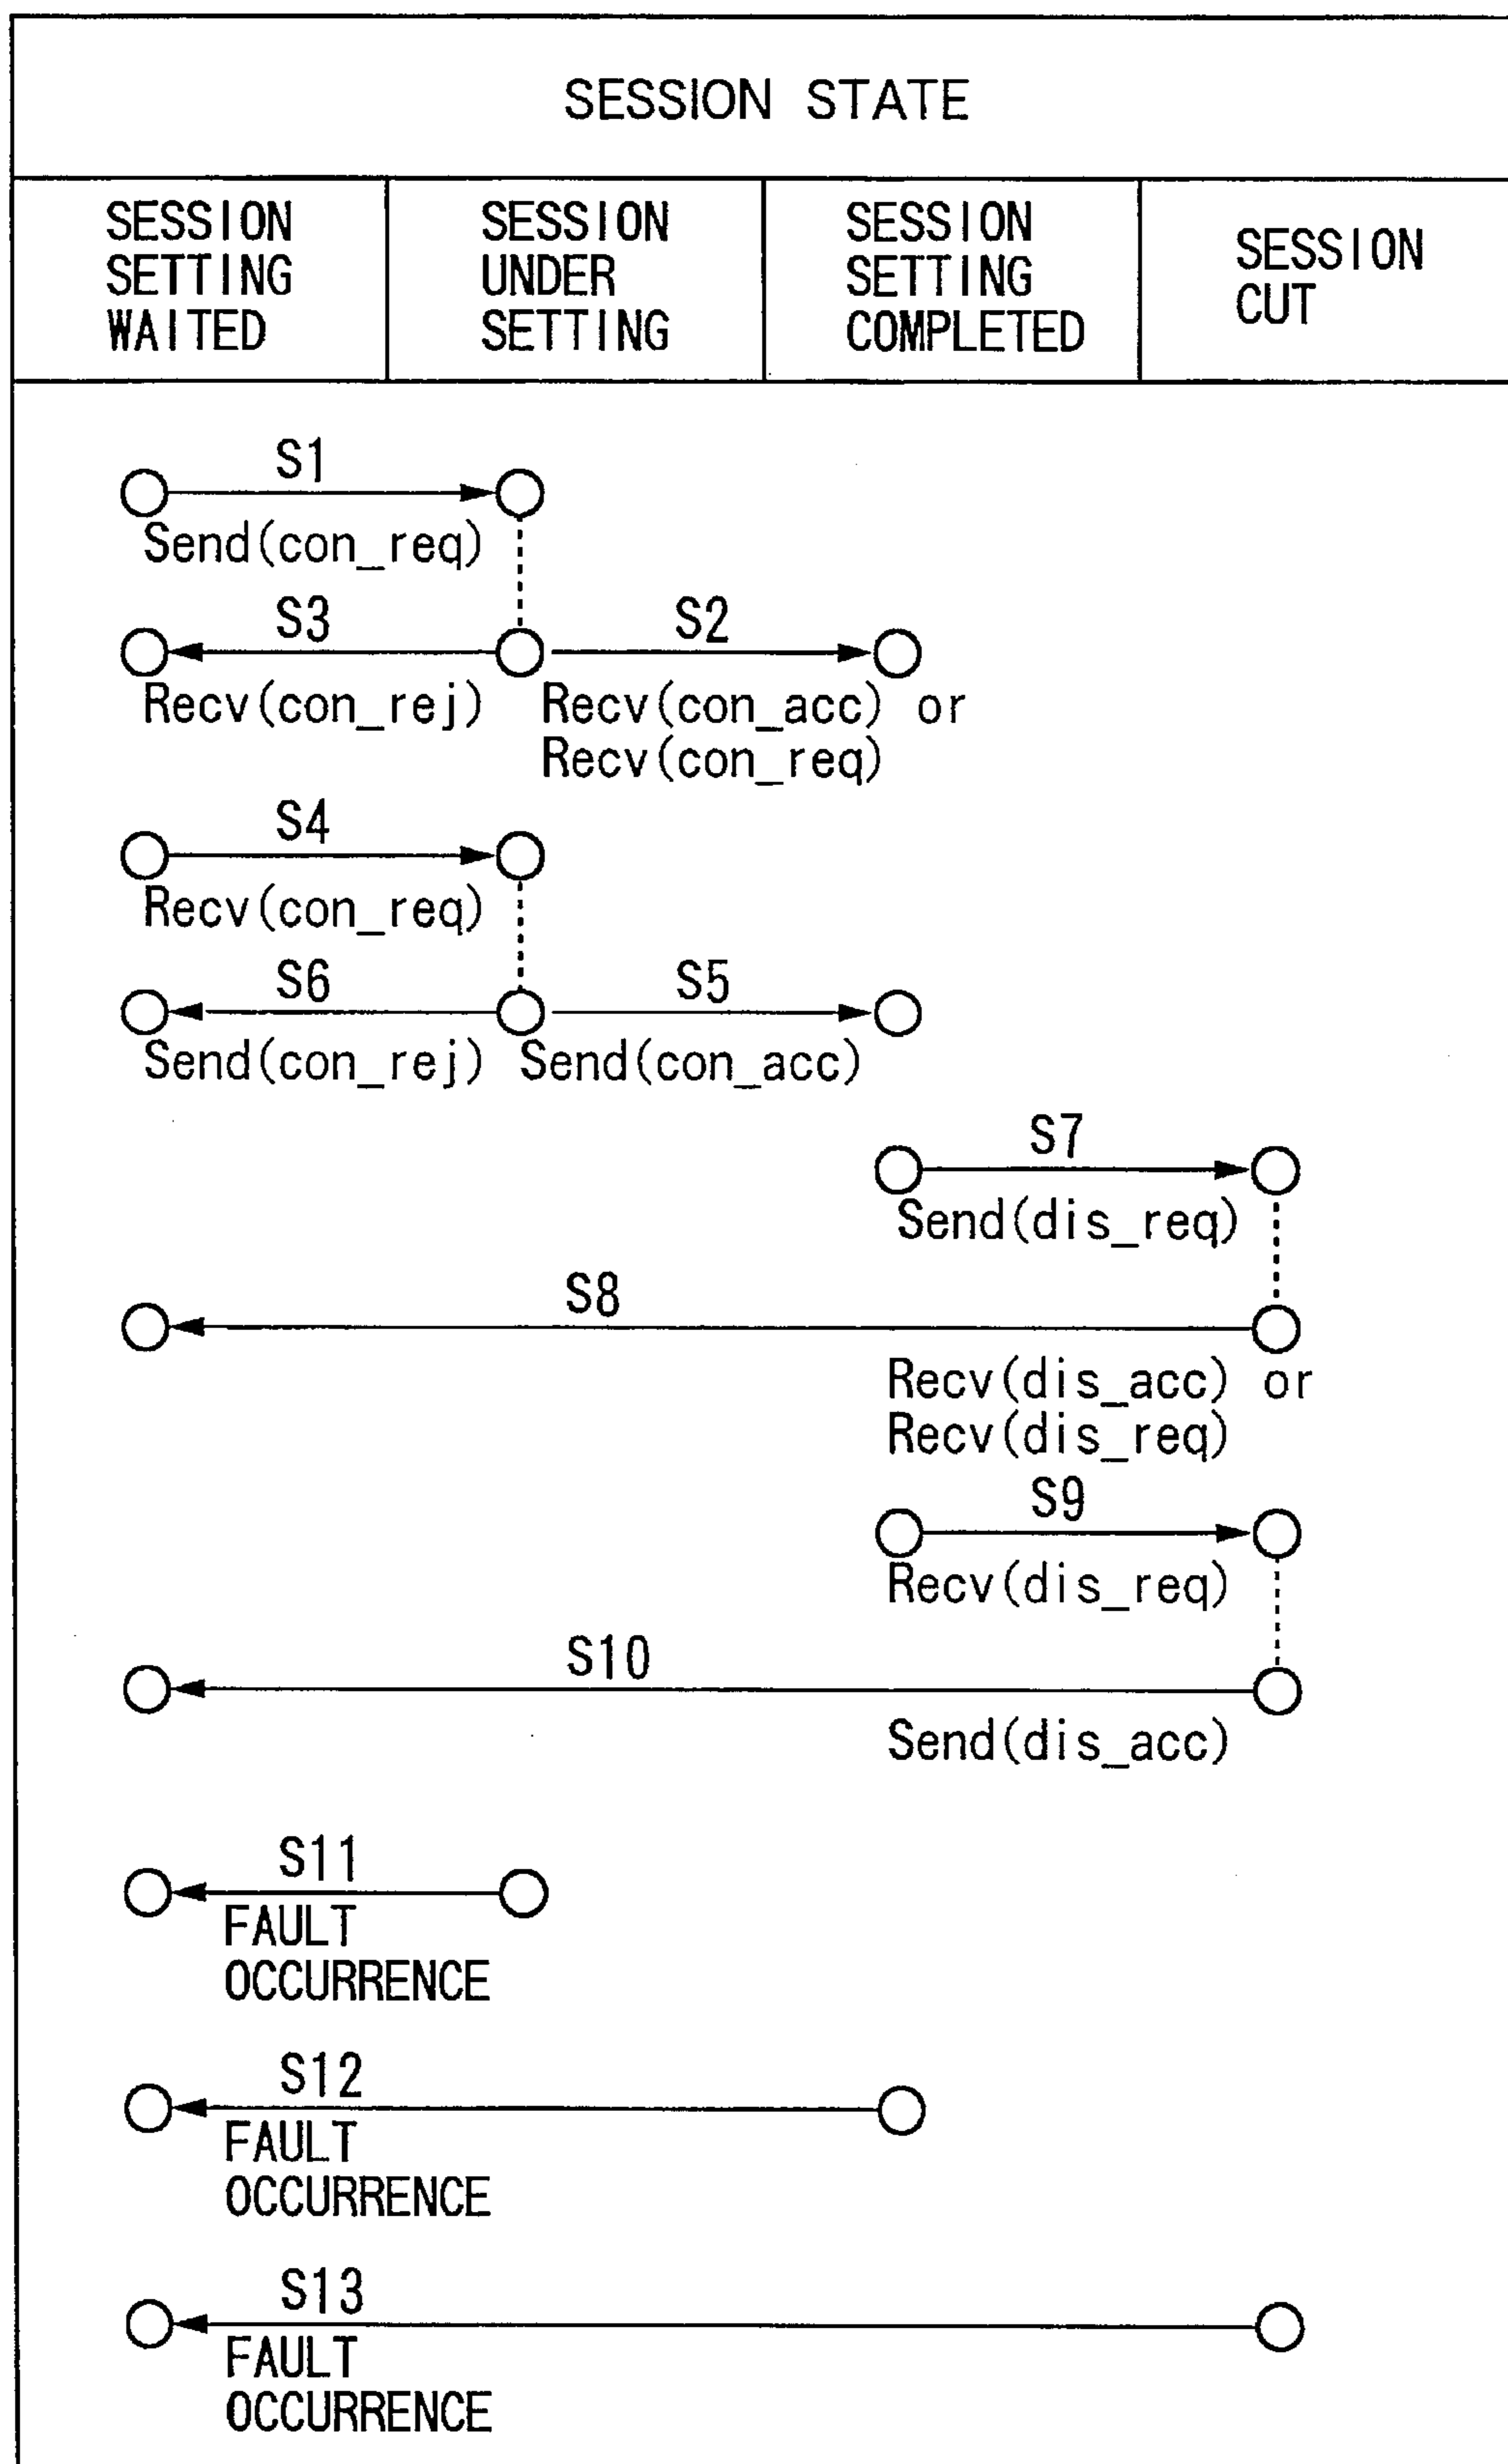 SESSION STATE
SESSION
SETTING
WAITED
SESSION
UNDER
SETTING
SESSION
SETTING
COMPLETED
SESSION
CUT
S1
Send(con_req)
S3
S2
Recv(con_rej)
Recv(con_acc) or
Recv(con_req)
S4
Recv(con_req)
S6
S5
Send(con_rej)
Send(con_acc)
S7
Send(dis_req)
S8
Recv(dis_acc) or
Recv(dis_req)
S9
Recv(dis_req)
S10
Send(dis_acc)
S11
FAULT
OCCURRENCE
S12
FAULT
OCCURRENCE
S13
FAULT
OCCURRENCE